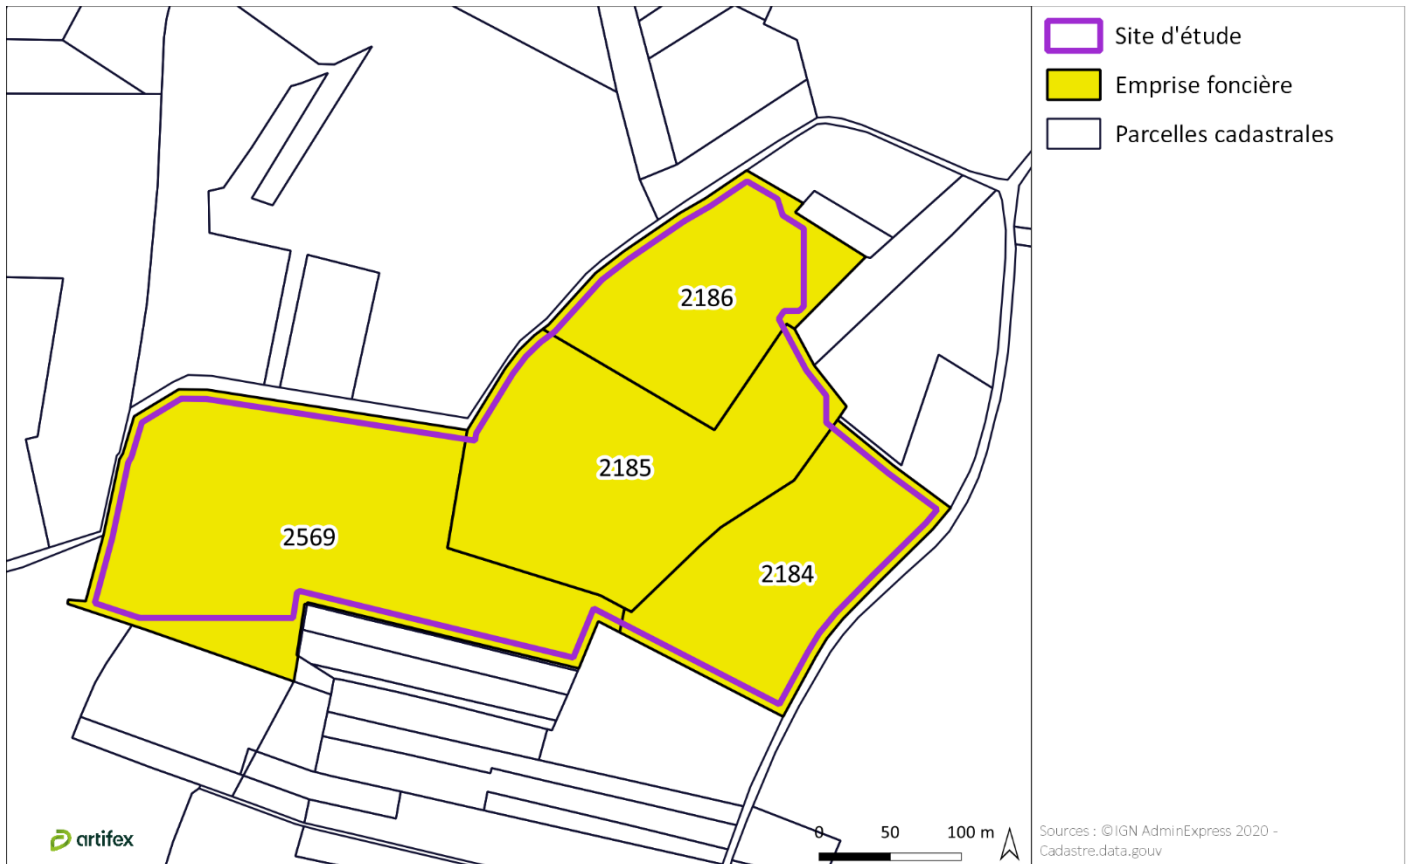 Site d'étude
Emprise foncière
Parcelles cadastrales
2186
2185
2569
2184
artifex
0 50 100 m
Sources : ©IGN AdminExpress 2020 -
Cadastre.data.gouv